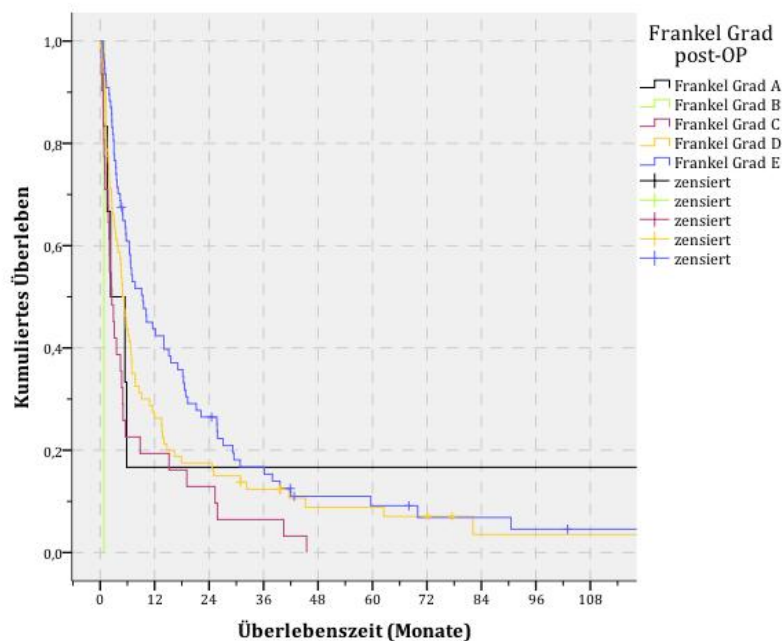 Frankel Grad
post-OP
Frankel Grad A
Frankel Grad B
Frankel Grad C
Frankel Grad D
Frankel Grad E
zensiert
zensiert
zensiert
zensiert
zensiert
Kumuliertes Überleben
1,0
0,8
0,6
0,4
0,2
0,0
0 12 24 36 48 60 72 84 96 108
Überlebenszeit (Monate)